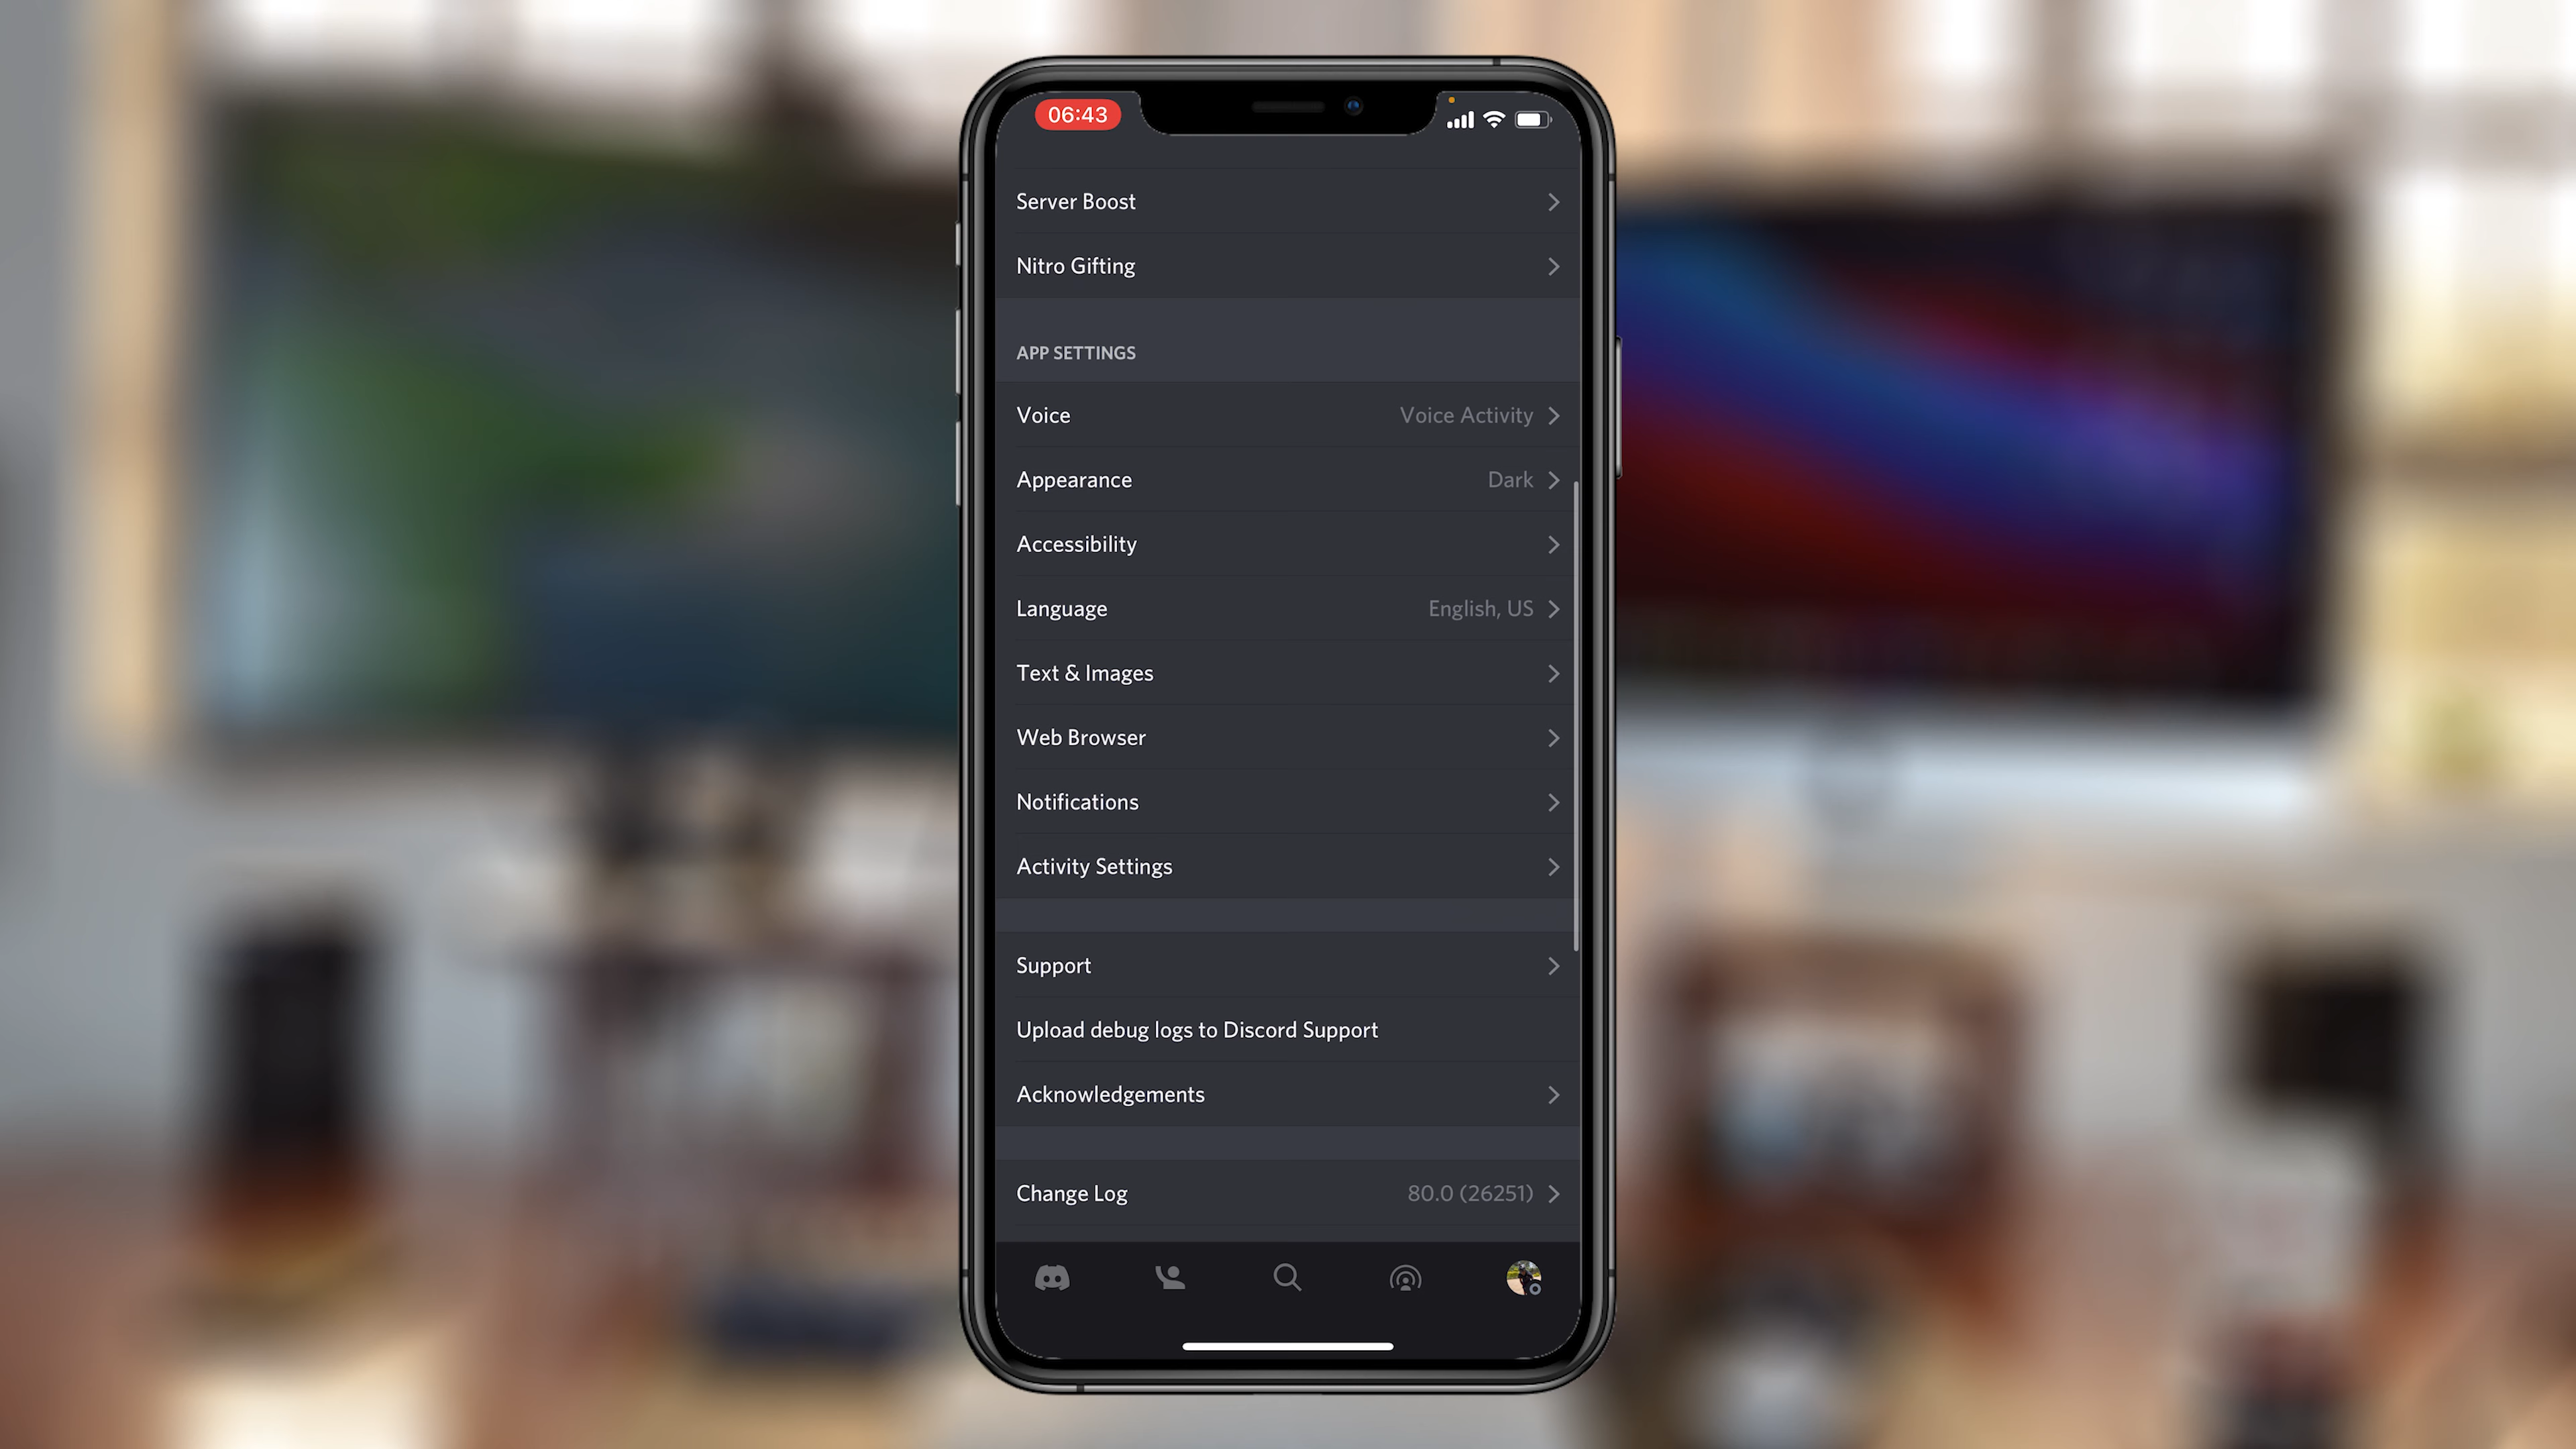 06:43
Server Boost
Nitro Gifting
APP SETTINGS
Voice Voice Activity
Appearance Dark
Accessibility
Language English, US
Text & Images
Web Browser
Notifications
Activity Settings
Support
Upload debug logs to Discord Support
Acknowledgements
Change Log 80.0 (26251)